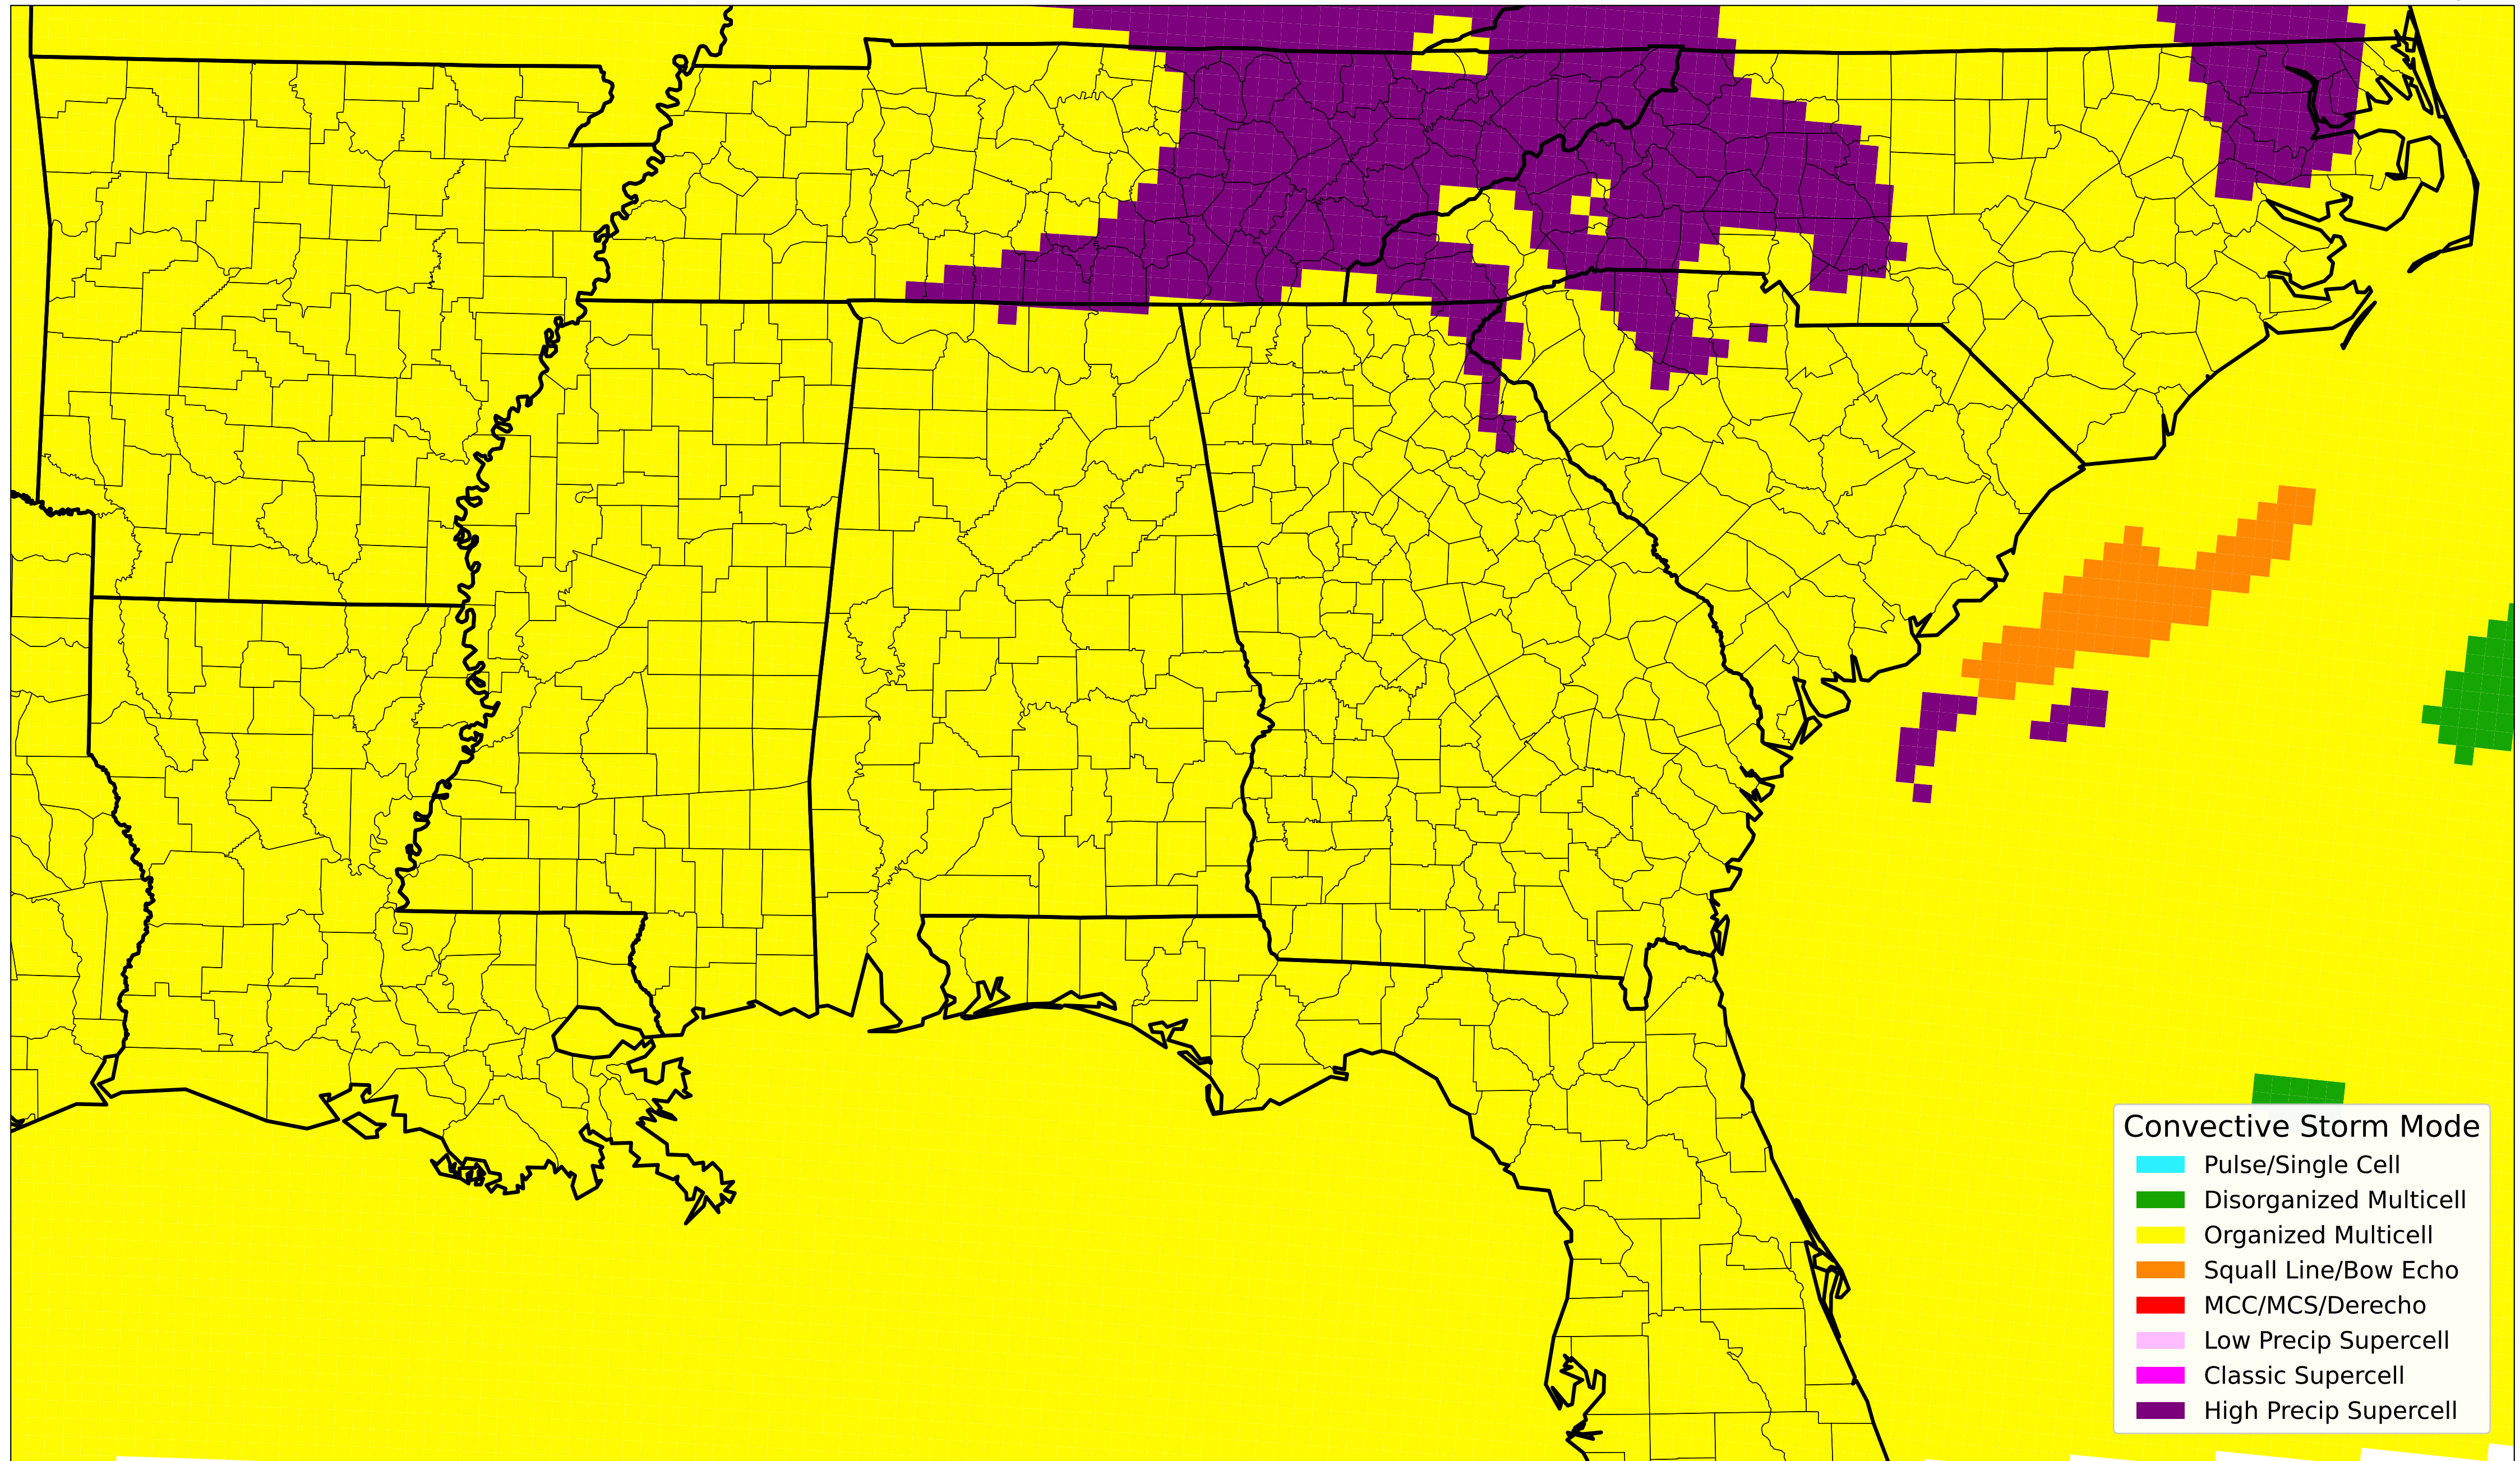 Convective Storm Mode
Pulse/Single Cell
Disorganized Multicell
Organized Multicell
Squall Line/Bow Echo
MCC/MCS/Derecho
Low Precip Supercell
Classic Supercell
High Precip Supercell